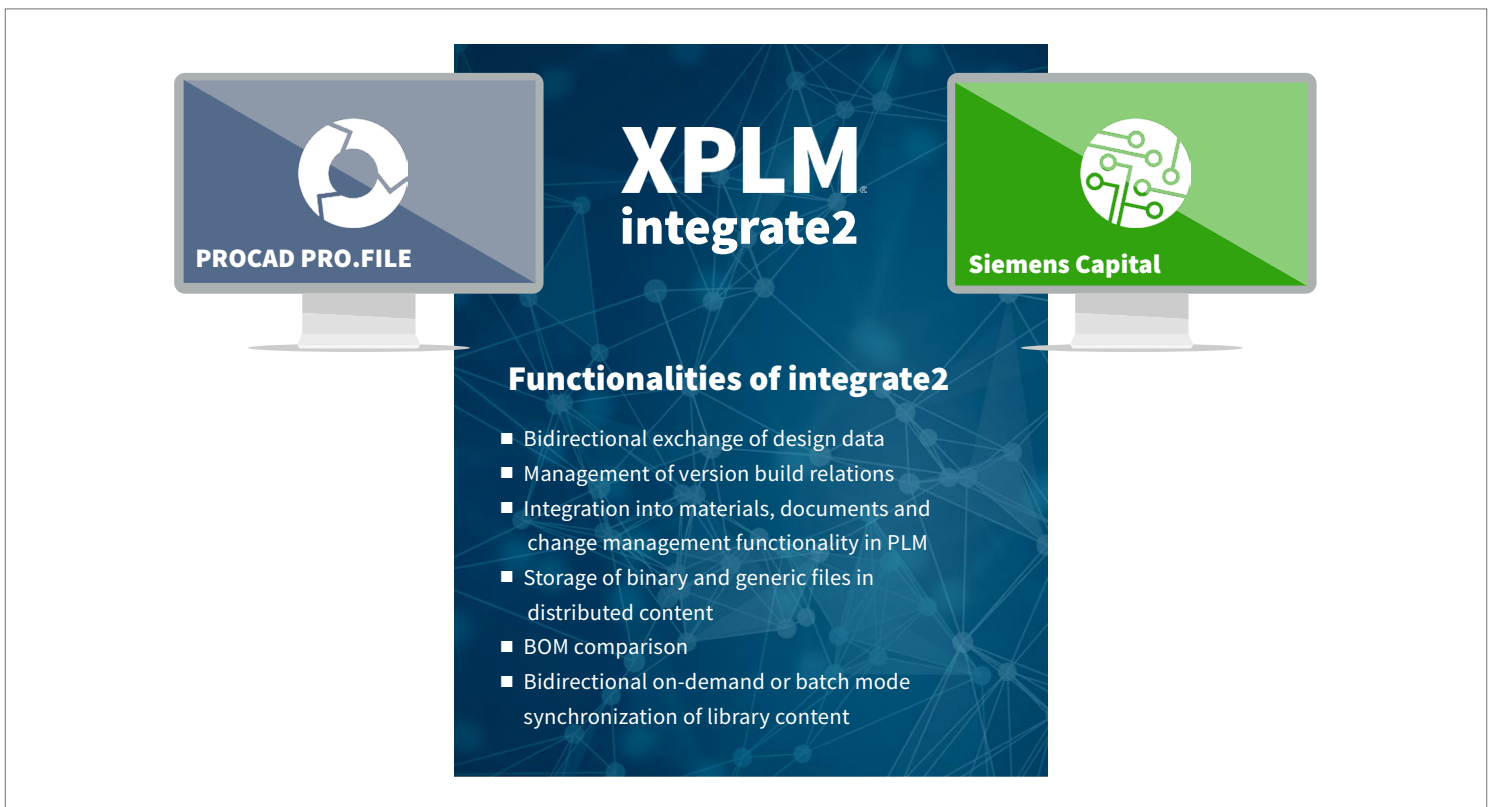 PROCAD PRO.FILE
XPLM
integrate2
Siemens Capital
Functionalities of integrate2
■ Bidirectional exchange of design data
■ Management of version build relations
■ Integration into materials, documents and
change management functionality in PLM
■ Storage of binary and generic files in
distributed content
■ BOM comparison
■ Bidirectional on-demand or batch mode
synchronization of library content